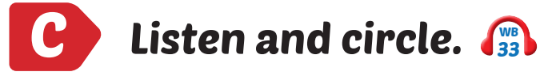 C Listen and circle. WB 33